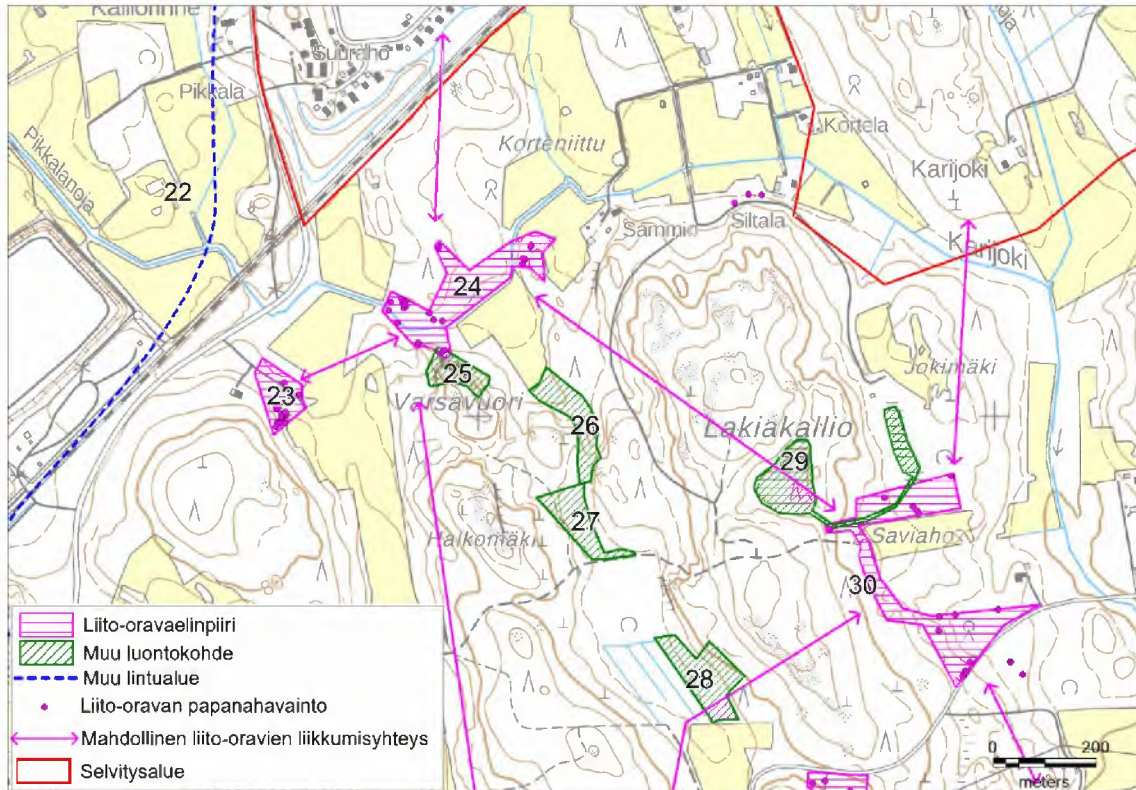 Kalliorinne
Suuraho
Pikkala
Pikkalanoja
22
Korteniittu
Kortela
Karijoki
Sammin
Siltala
Karijoki
24
25
23
Varsavuori
Jokimäki
26
Lakiakallio
29
27
Halkomäki
Saviaho
30
28
Liito-oravaelinpiiri
Muu luontokohde
Muu lintualue
Liito-oravan papanahavainto
Mahdollinen liito-oravien liikkumisyhteys
Selvitysalue
0 200
meters